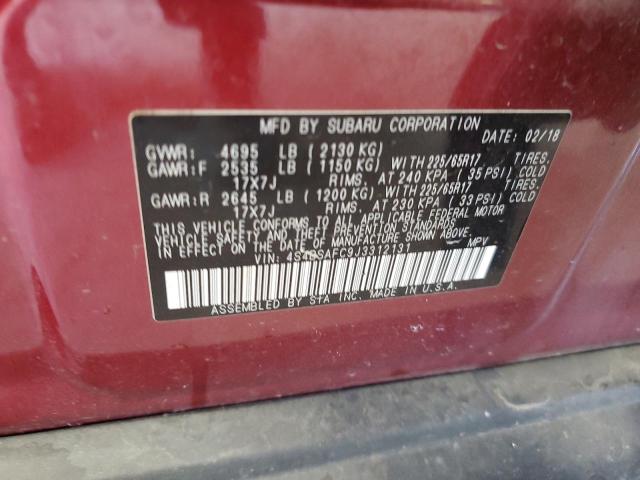 MFD BY SUBARU CORPORATION
DATE: 02/18
GVWR: 4695 LB (2130 KG)
GAWR:F 2535 LB (1150 KG) WITH 225/65R17 TIRES.
17X7J RIMS. AT 240 KPA (35 PSI) COLD
GAWR:R 2645 LB (1200 KG) WITH 225/65R17 TIRES.
17X7J RIMS. AT 230 KPA (33 PSI) COLD
THIS VEHICLE CONFORMS TO ALL APPLICABLE FEDERAL MOTOR
VEHICLE SAFETY AND BUMPER STANDARDS
IN EFFECT ON THE DATE OF MANUFACTURE SHOWN ABOVE.
VIN: 4S4BSAFC9J3312131 MPV
ASSEMBLED BY SIA INC. MADE IN U.S.A.